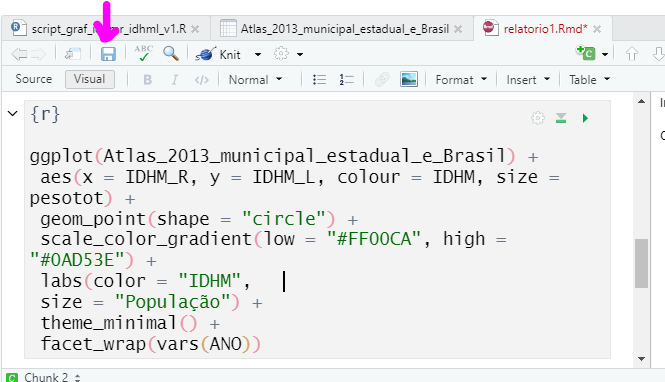 script_graf_ idhml_v1.R
Atlas_2013_municipal_estadual_e_Brasil
relatorio1.Rmd*
ABC
Knit
+C
Source Visual B I </> Normal Format Insert Table
{r}
ggplot(Atlas_2013_municipal_estadual_e_Brasil) +
aes(x = IDHM_R, y = IDHM_L, colour = IDHM, size =
pesotot) +
geom_point(shape = "circle") +
scale_color_gradient(low = "#FF00CA", high =
"#0AD53E") +
labs(color = "IDHM",
size = "População") +
theme_minimal() +
facet_wrap(vars(ANO))
C Chunk 2